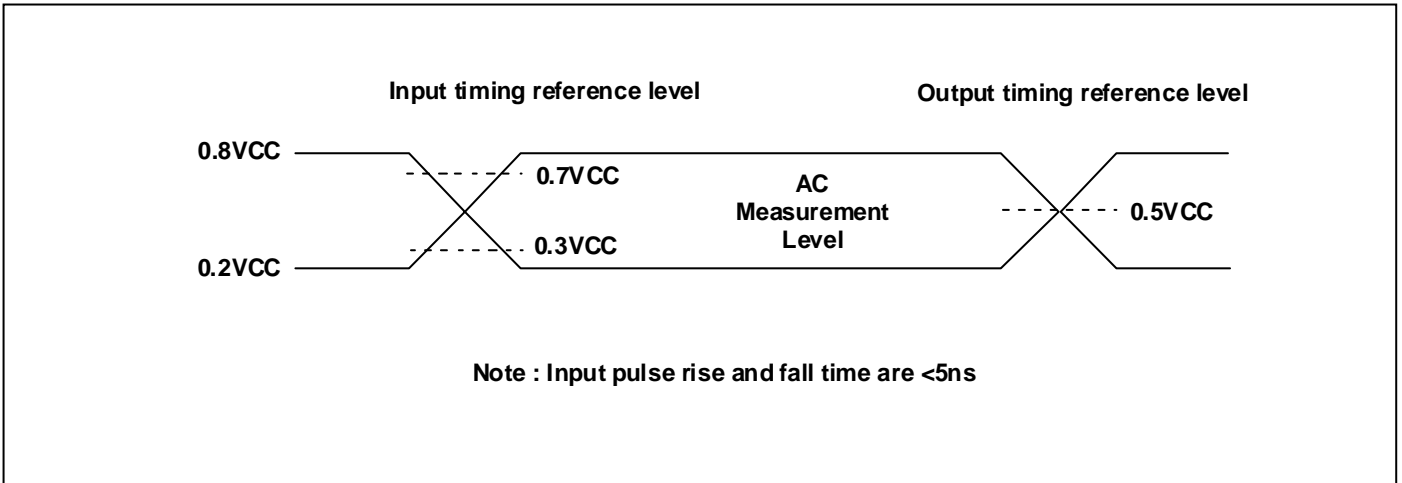 Input timing reference level
Output timing reference level
0.8VCC
0.7VCC
AC
Measurement
Level
0.5VCC
0.3VCC
0.2VCC
Note : Input pulse rise and fall time are <5ns